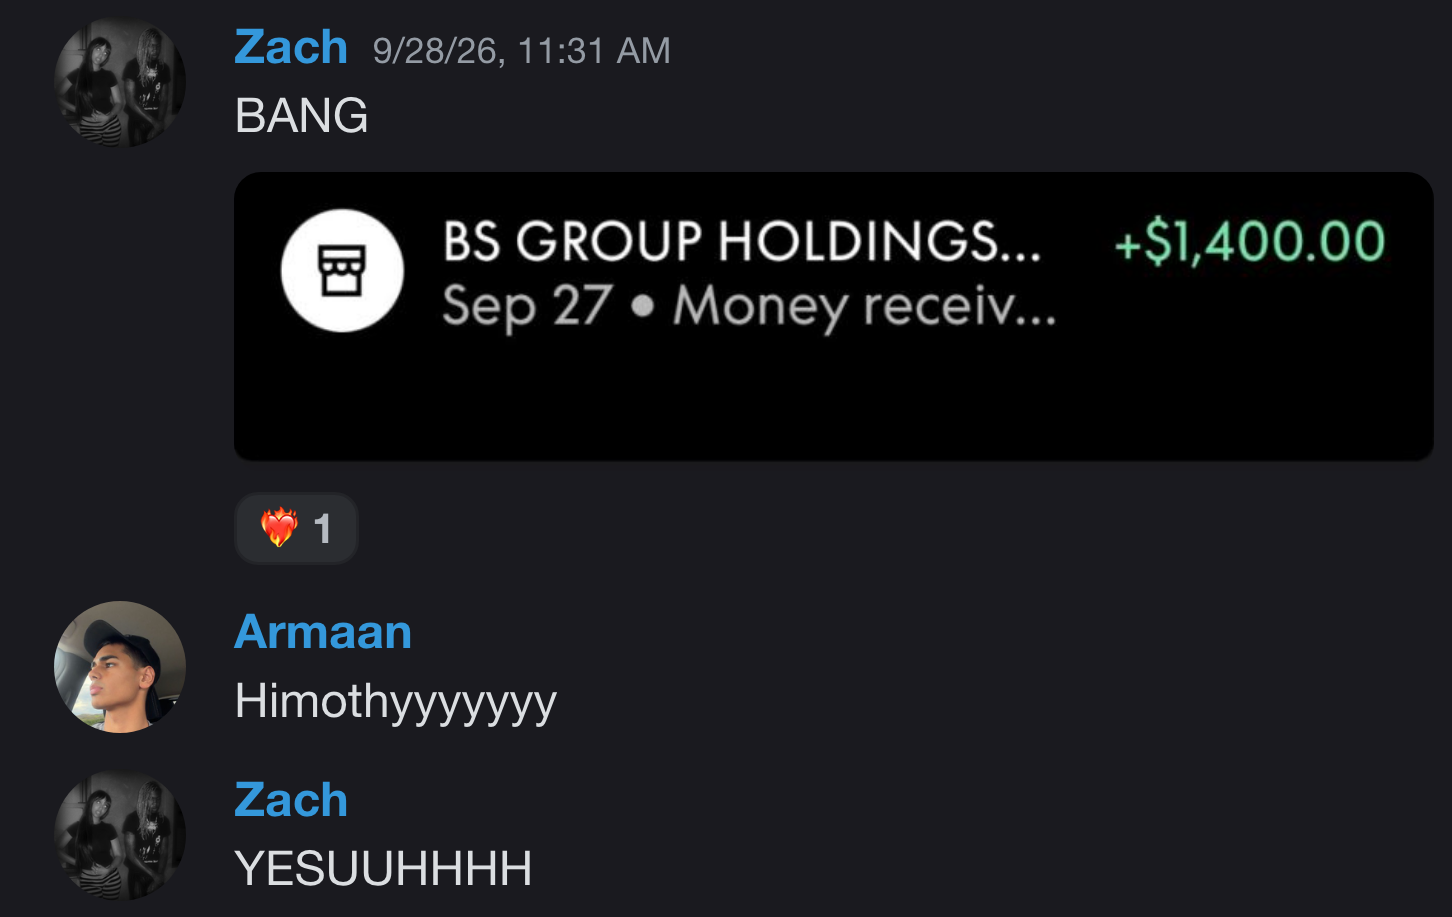 Zach 9/28/26, 11:31 AM
BANG
BS GROUP HOLDINGS... +$1,400.00
Sep 27 • Money receiv...
❤️‍🔥 1
Armaan
Himothyyyyyyy
Zach
YESUUHHHH